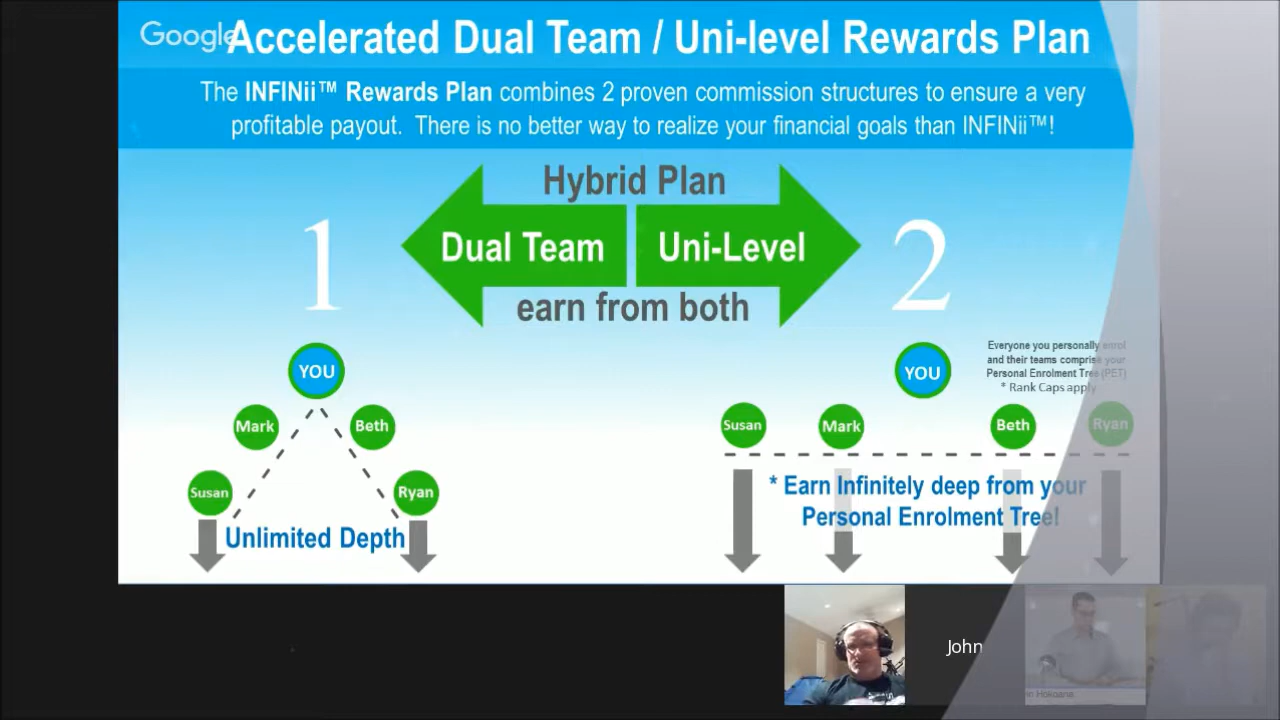 Google
Accelerated Dual Team / Uni-level Rewards Plan
The INFINii™ Rewards Plan combines 2 proven commission structures to ensure a very
profitable payout. There is no better way to realize your financial goals than INFINii™!
Hybrid Plan
1
Dual Team
Uni-Level
2
earn from both
YOU
Mark
Beth
Susan
Ryan
Unlimited Depth
YOU
Everyone you personally enrol
and their teams comprise your
Personal Enrolment Tree (PET)
* Rank Caps apply
Susan
Mark
Beth
Ryan
* Earn Infinitely deep from your
Personal Enrolment Tree!
John